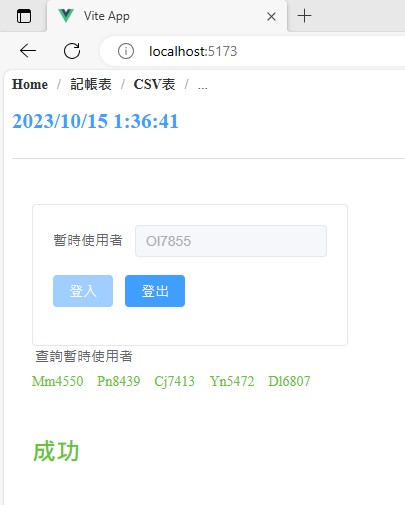 Vite App
localhost:5173
Home / 記帳表 / CSV表 / ...
2023/10/15 1:36:41
暫時使用者 Ol7855
登入 登出
查詢暫時使用者
Mm4550 Pn8439 Cj7413 Yn5472 Dl6807
成功